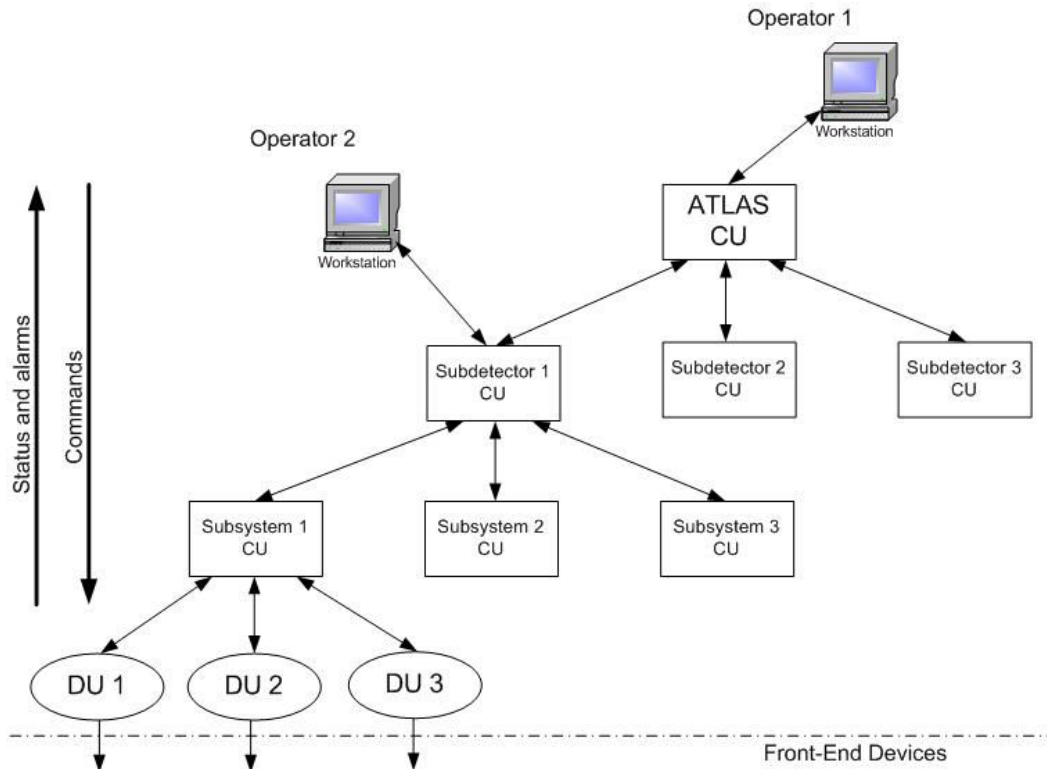 Operator 1
Workstation
Operator 2
Workstation
ATLAS
CU
Status and alarms
Commands
Subdetector 1
CU
Subdetector 2
CU
Subdetector 3
CU
Subsystem 1
CU
Subsystem 2
CU
Subsystem 3
CU
DU 1
DU 2
DU 3
Front-End Devices